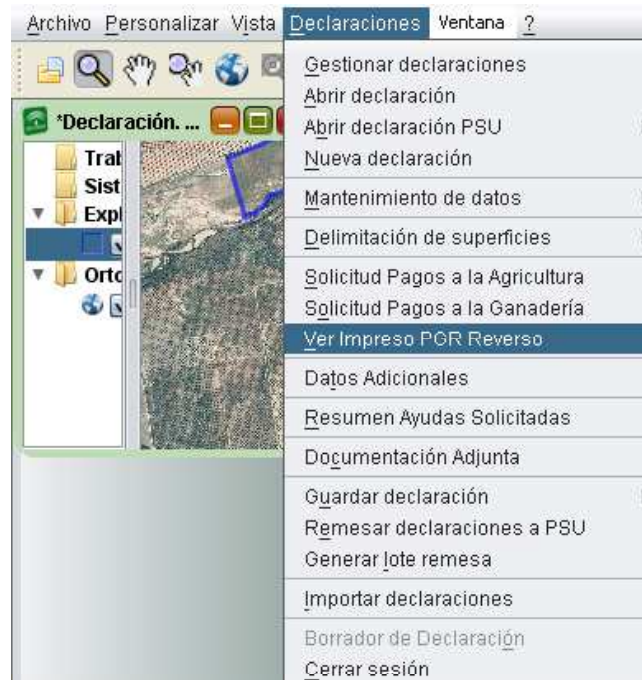 Archivo Personalizar Vista Declaraciones Ventana ?
*Declaración. ...
Trab
Sist
Expl
Orto
Gestionar declaraciones
Abrir declaración
Abrir declaración PSU
Nueva declaración
Mantenimiento de datos
Delimitación de superficies
Solicitud Pagos a la Agricultura
Solicitud Pagos a la Ganadería
Ver Impreso PGR Reverso
Datos Adicionales
Resumen Ayudas Solicitadas
Documentación Adjunta
Guardar declaración
Remesar declaraciones a PSU
Generar lote remesa
Importar declaraciones
Borrador de Declaración
Cerrar sesión